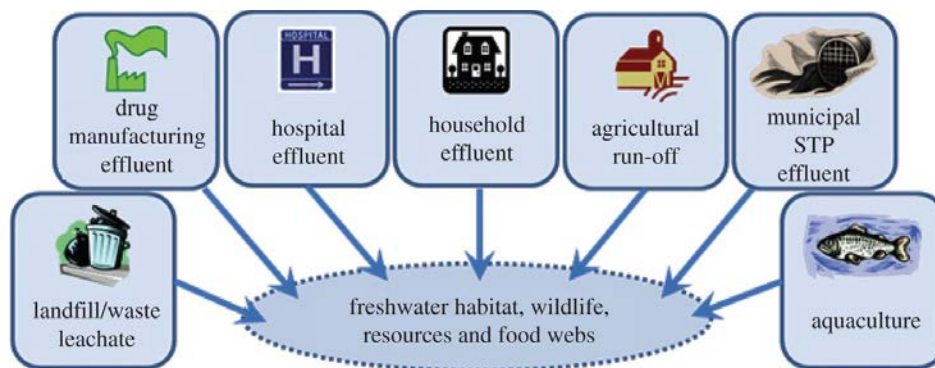 drug
manufacturing
effluent
HOSPITAL
H
hospital
effluent
household
effluent
agricultural
run-off
municipal
STP
effluent
landfill/waste
leachate
freshwater habitat, wildlife,
resources and food webs
aquaculture